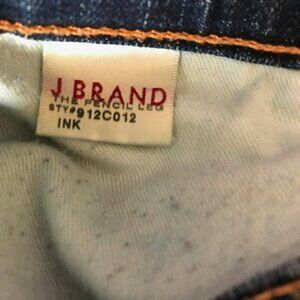 J BRAND
THE PENCIL LEG
STY#912C012
INK